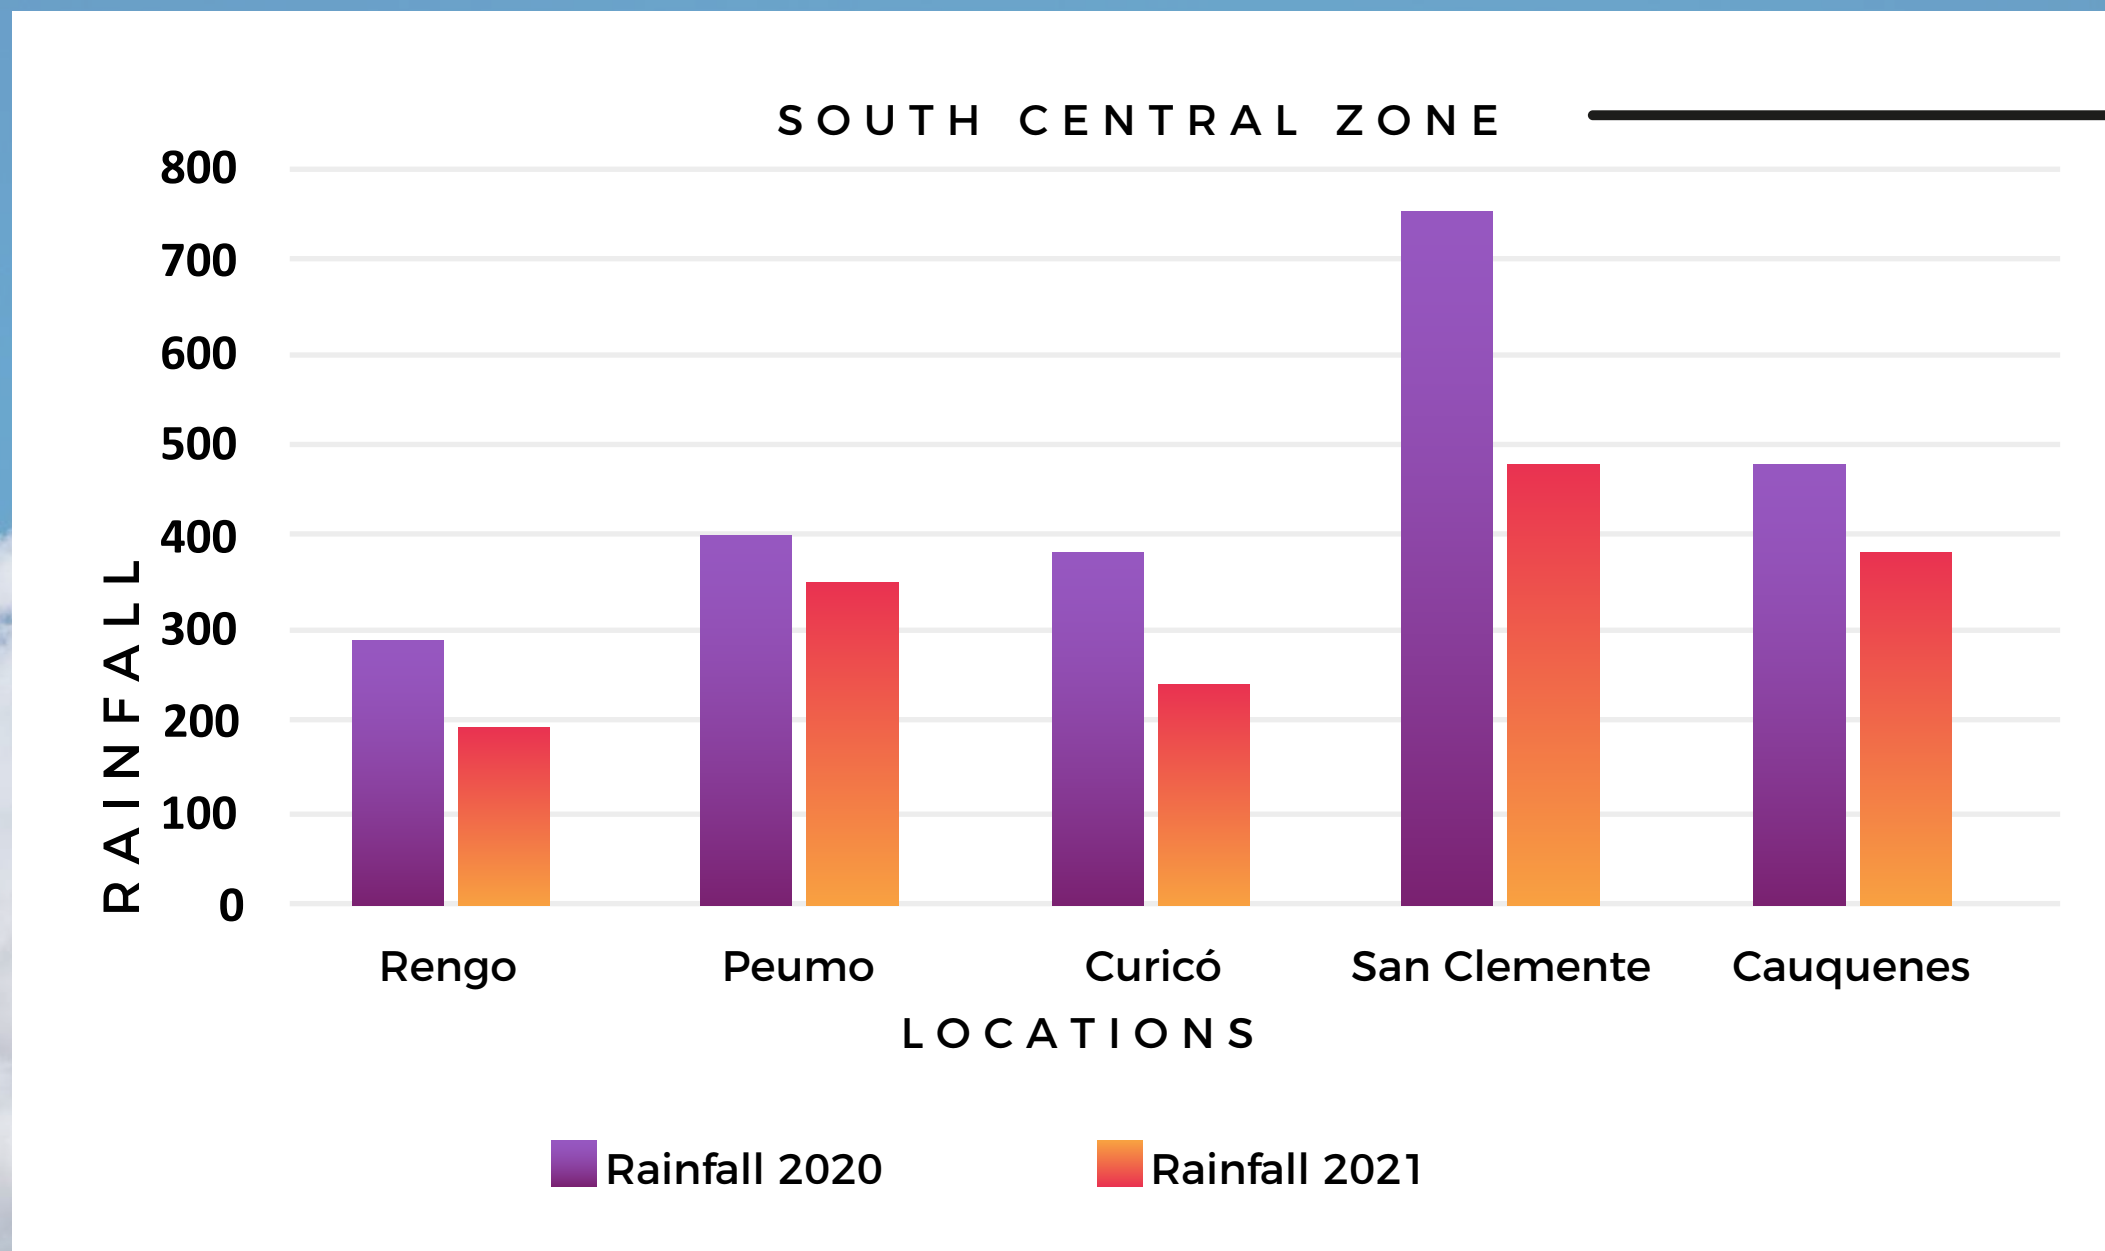 SOUTH CENTRAL ZONE
800
700
600
500
400
300
200
100
0
RAINFALL
Rengo
Peumo
Curicó
San Clemente
Cauquenes
LOCATIONS
Rainfall 2020
Rainfall 2021